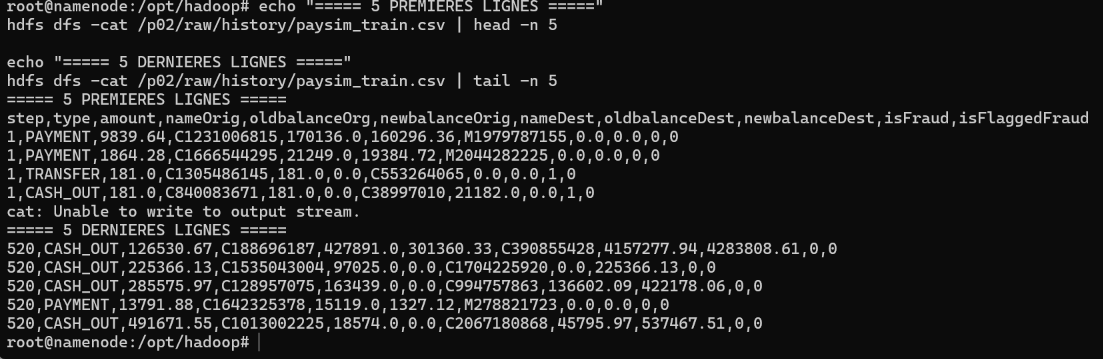 root@namenode:/opt/hadoop# echo "===== 5 PREMIERES LIGNES ====="
hdfs dfs -cat /p02/raw/history/paysim_train.csv | head -n 5

echo "===== 5 DERNIERES LIGNES ====="
hdfs dfs -cat /p02/raw/history/paysim_train.csv | tail -n 5
===== 5 PREMIERES LIGNES =====
step,type,amount,nameOrig,oldbalanceOrg,newbalanceOrig,nameDest,oldbalanceDest,newbalanceDest,isFraud,isFlaggedFraud
1,PAYMENT,9839.64,C1231006815,170136.0,160296.36,M1979787155,0.0,0.0,0,0
1,PAYMENT,1864.28,C1666544295,21249.0,19384.72,M2044282225,0.0,0.0,0,0
1,TRANSFER,181.0,C1305486145,181.0,0.0,C553264065,0.0,0.0,1,0
1,CASH_OUT,181.0,C840083671,181.0,0.0,C38997010,21182.0,0.0,1,0
cat: Unable to write to output stream.
===== 5 DERNIERES LIGNES =====
520,CASH_OUT,126530.67,C188696187,427891.0,301360.33,C390855428,4157277.94,4283808.61,0,0
520,CASH_OUT,225366.13,C1535043004,97025.0,0.0,C1704225920,0.0,225366.13,0,0
520,CASH_OUT,285575.97,C128957075,163439.0,0.0,C994757863,136602.09,422178.06,0,0
520,PAYMENT,13791.88,C1642325378,15119.0,1327.12,M278821723,0.0,0.0,0,0
520,CASH_OUT,491671.55,C1013002225,18574.0,0.0,C2067180868,45795.97,537467.51,0,0
root@namenode:/opt/hadoop#